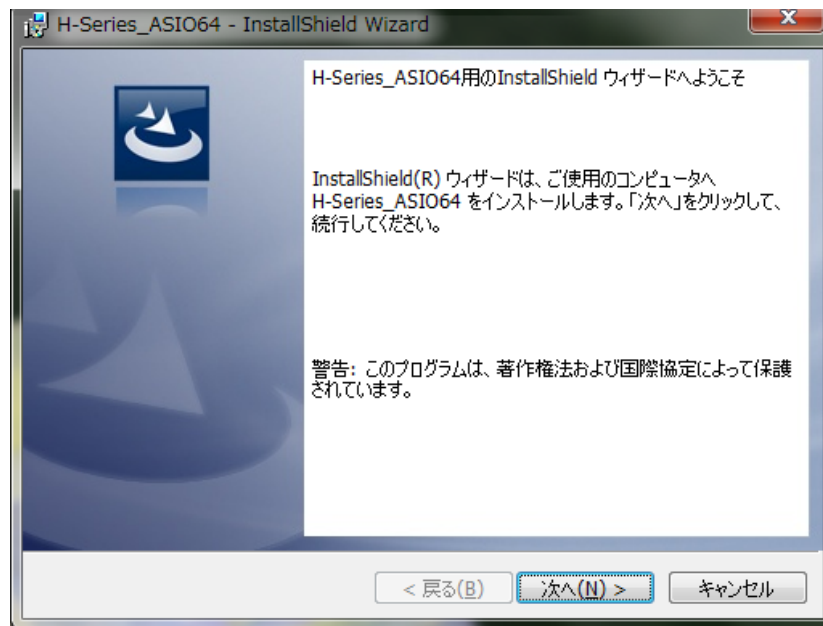 H-Series_ASIO64 - InstallShield Wizard
H-Series_ASIO64用のInstallShield ウィザードへようこそ
InstallShield(R) ウィザードは、ご使用のコンピュータへ
H-Series_ASIO64 をインストールします。「次へ」をクリックして、
続行してください。
警告: このプログラムは、著作権法および国際協定によって保護
されています。
< 戻る(B)
次へ(N) >
キャンセル